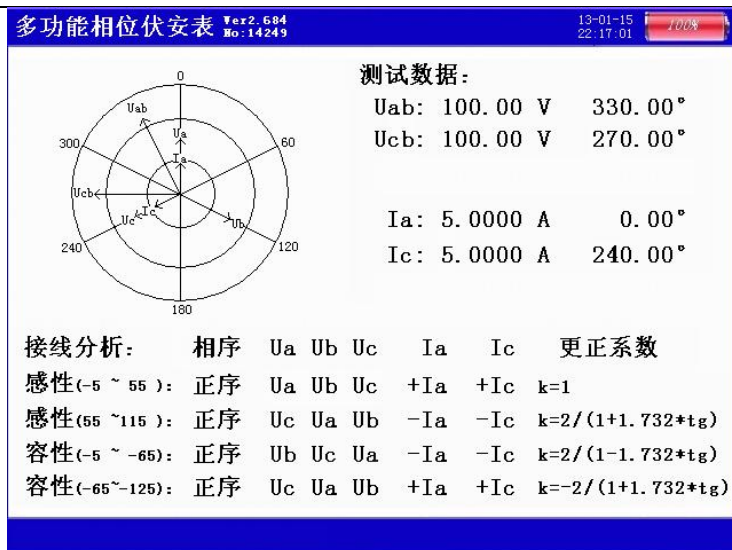 多功能相位伏安表 Ver2.684 No:14249
13-01-15 22:17:01
100%
0
60
120
180
240
300
Uab
Ua
Ia
Ucb
Uc
Ic
Ub
测试数据:
Uab: 100.00 V 330.00°
Ucb: 100.00 V 270.00°
Ia: 5.0000 A 0.00°
Ic: 5.0000 A 240.00°
接线分析: 相序 Ua Ub Uc Ia Ic 更正系数
感性(-5 ~ 55 ): 正序 Ua Ub Uc +Ia +Ic k=1
感性(55 ~115 ): 正序 Uc Ua Ub -Ia -Ic k=2/(1+1.732*tg)
容性(-5 ~ -65): 正序 Ub Uc Ua -Ia -Ic k=2/(1-1.732*tg)
容性(-65~-125): 正序 Uc Ua Ub +Ia +Ic k=-2/(1+1.732*tg)